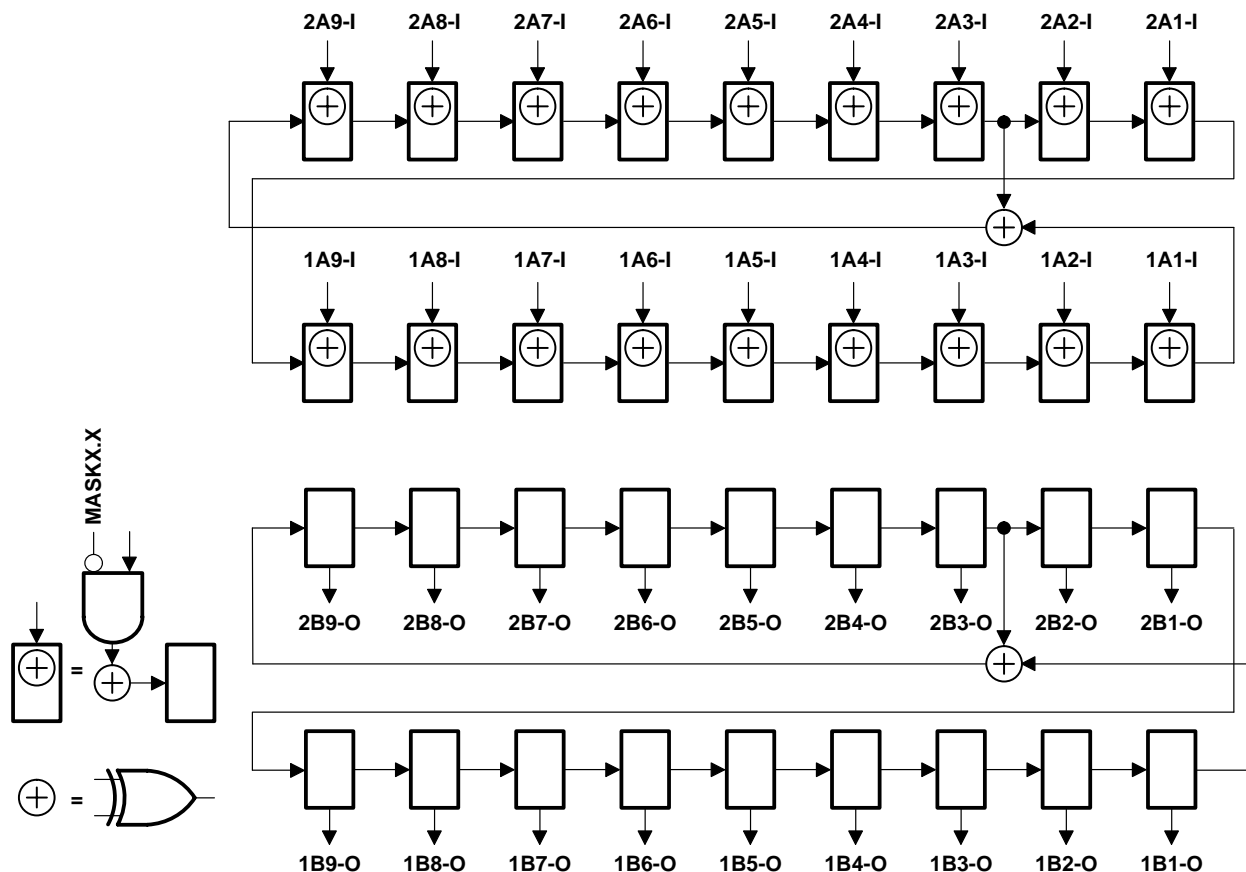 2A9-I 2A8-I 2A7-I 2A6-I 2A5-I 2A4-I 2A3-I 2A2-I 2A1-I
1A9-I 1A8-I 1A7-I 1A6-I 1A5-I 1A4-I 1A3-I 1A2-I 1A1-I
MASKX.X
2B9-O 2B8-O 2B7-O 2B6-O 2B5-O 2B4-O 2B3-O 2B2-O 2B1-O
=
=
1B9-O 1B8-O 1B7-O 1B6-O 1B5-O 1B4-O 1B3-O 1B2-O 1B1-O